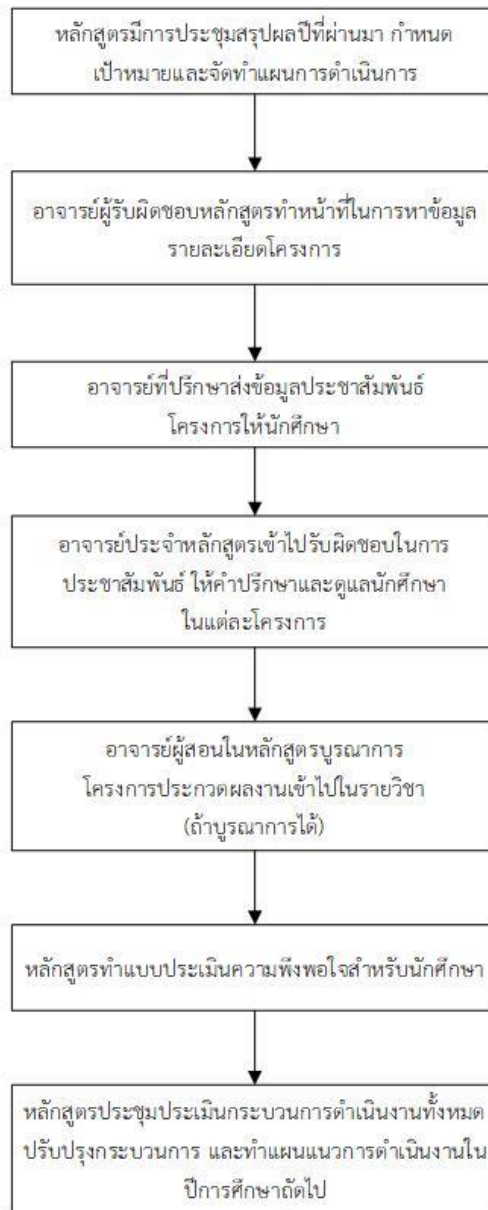 หลักสูตรมีการประชุมสรุปผลปีที่ผ่านมา กำหนด
เป้าหมายและจัดทำแผนการดำเนินการ
อาจารย์ผู้รับผิดชอบหลักสูตรทำหน้าที่ในการหาข้อมูล
รายละเอียดโครงการ
อาจารย์ที่ปรึกษาส่งข้อมูลประชาสัมพันธ์
โครงการให้นักศึกษา
อาจารย์ประจำหลักสูตรเข้าไปรับผิดชอบในการ
ประชาสัมพันธ์ ให้คำปรึกษาและดูแลนักศึกษา
ในแต่ละโครงการ
อาจารย์ผู้สอนในหลักสูตรบูรณาการ
โครงการประกวดผลงานเข้าไปในรายวิชา
(ถ้าบูรณาการได้)
หลักสูตรทำแบบประเมินความพึงพอใจสำหรับนักศึกษา
หลักสูตรประชุมประเมินกระบวนการดำเนินงานทั้งหมด
ปรับปรุงกระบวนการ และทำแผนแนวการดำเนินงานใน
ปีการศึกษาถัดไป